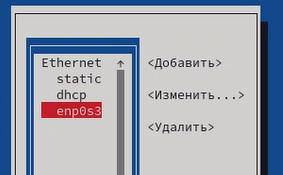 Ethernet ↑
static
dhcp
enp0s3
<Добавить>
<Изменить...>
<Удалить>